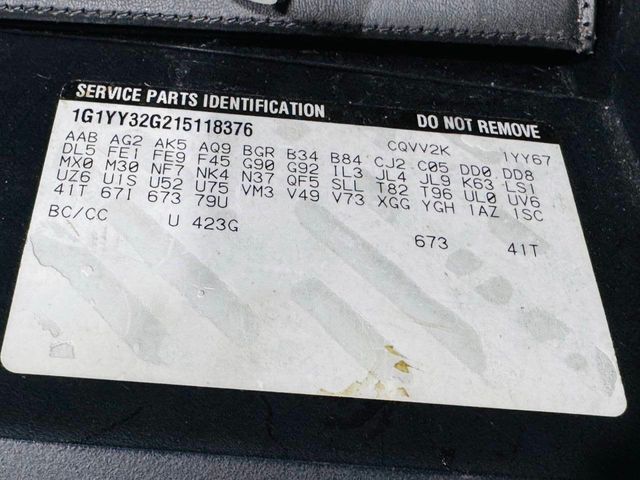 SERVICE PARTS IDENTIFICATION DO NOT REMOVE
1G1YY32G215118376 CQVV2K 1YY67
AAB AG2 AK5 AQ9 BGR B34 B84 CJ2 C05 DD0 DD8
DL5 FE1 FE9 F45 G90 G92 IL3 JL4 JL9 K63 LS1
MX0 M30 NF7 NK4 N37 QF5 SLL T82 T96 UL0 UV6
UZ6 U1S U52 U75 VM3 V49 V73 XGG YGH 1AZ 1SC
41T 67I 673 79U
BC/CC U 423G 673 41T